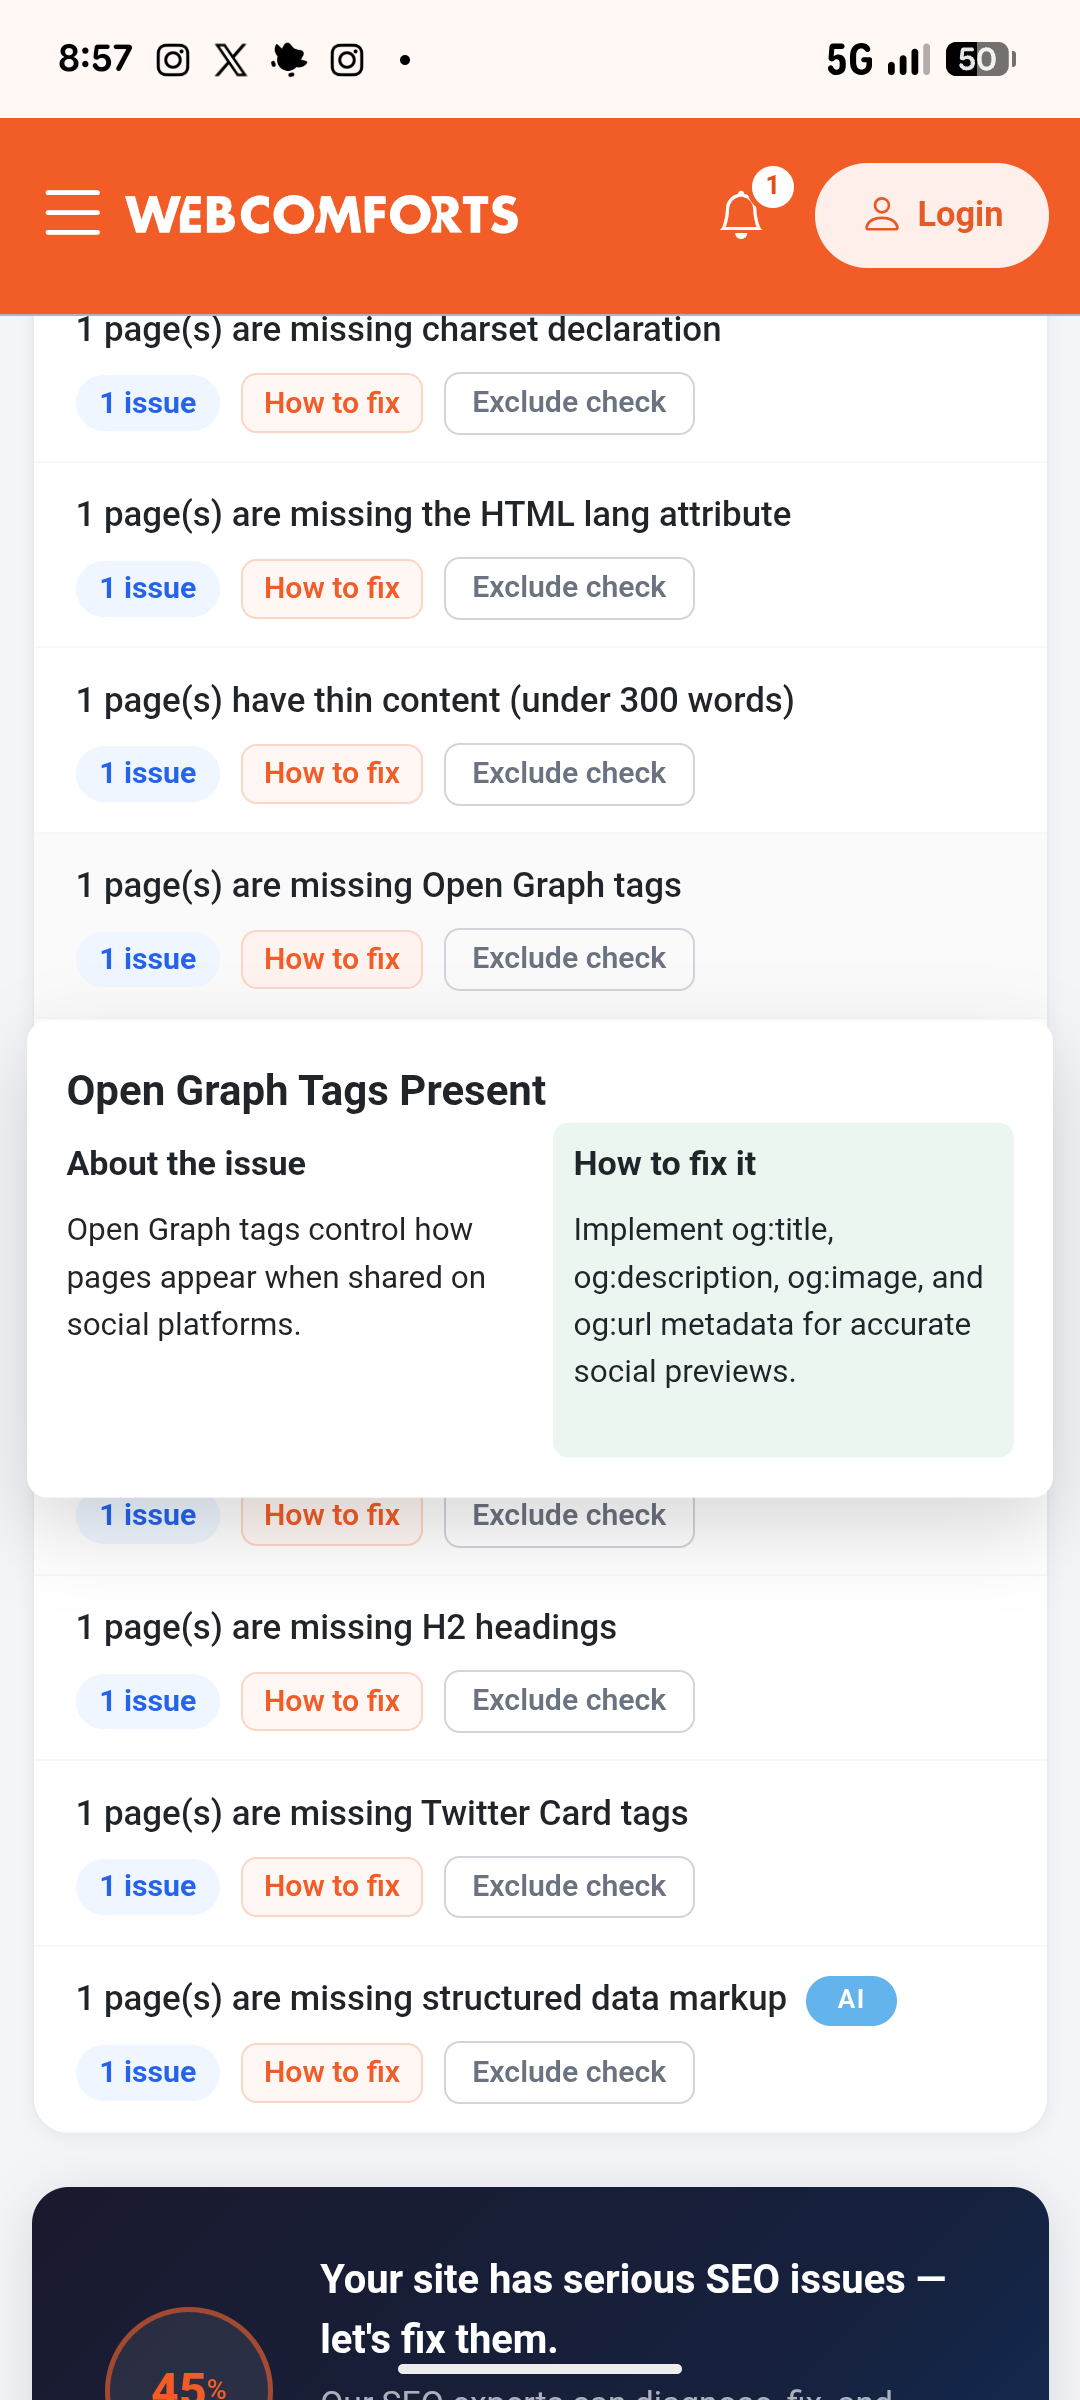 8:57
5G
50
WEBCOMFORTS
1
Login
1 page(s) are missing charset declaration
1 issue How to fix Exclude check
1 page(s) are missing the HTML lang attribute
1 issue How to fix Exclude check
1 page(s) have thin content (under 300 words)
1 issue How to fix Exclude check
1 page(s) are missing Open Graph tags
1 issue How to fix Exclude check
Open Graph Tags Present
About the issue
Open Graph tags control how
pages appear when shared on
social platforms.
How to fix it
Implement og:title,
og:description, og:image, and
og:url metadata for accurate
social previews.
1 issue How to fix Exclude check
1 page(s) are missing H2 headings
1 issue How to fix Exclude check
1 page(s) are missing Twitter Card tags
1 issue How to fix Exclude check
1 page(s) are missing structured data markup AI
1 issue How to fix Exclude check
Your site has serious SEO issues —
let's fix them.
45%
Our SEO experts can diagnose, fix, and